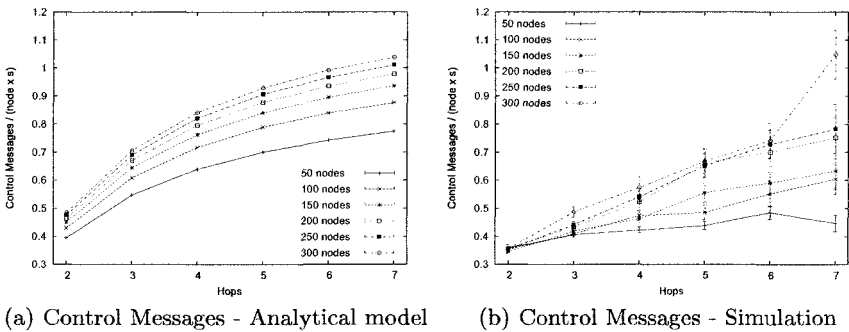 1.2
1.1
1
0.9
0.8
0.7
0.6
0.5
0.4
0.3
Control Messages / (node x s)
50 nodes
100 nodes
150 nodes
200 nodes
250 nodes
300 nodes
2 3 4 5 6 7
Hops
(a) Control Messages - Analytical model
1.2
1.1
1
0.9
0.8
0.7
0.6
0.5
0.4
0.3
Control Messages / (node x s)
50 nodes
100 nodes
150 nodes
200 nodes
250 nodes
300 nodes
2 3 4 5 6 7
Hops
(b) Control Messages - Simulation